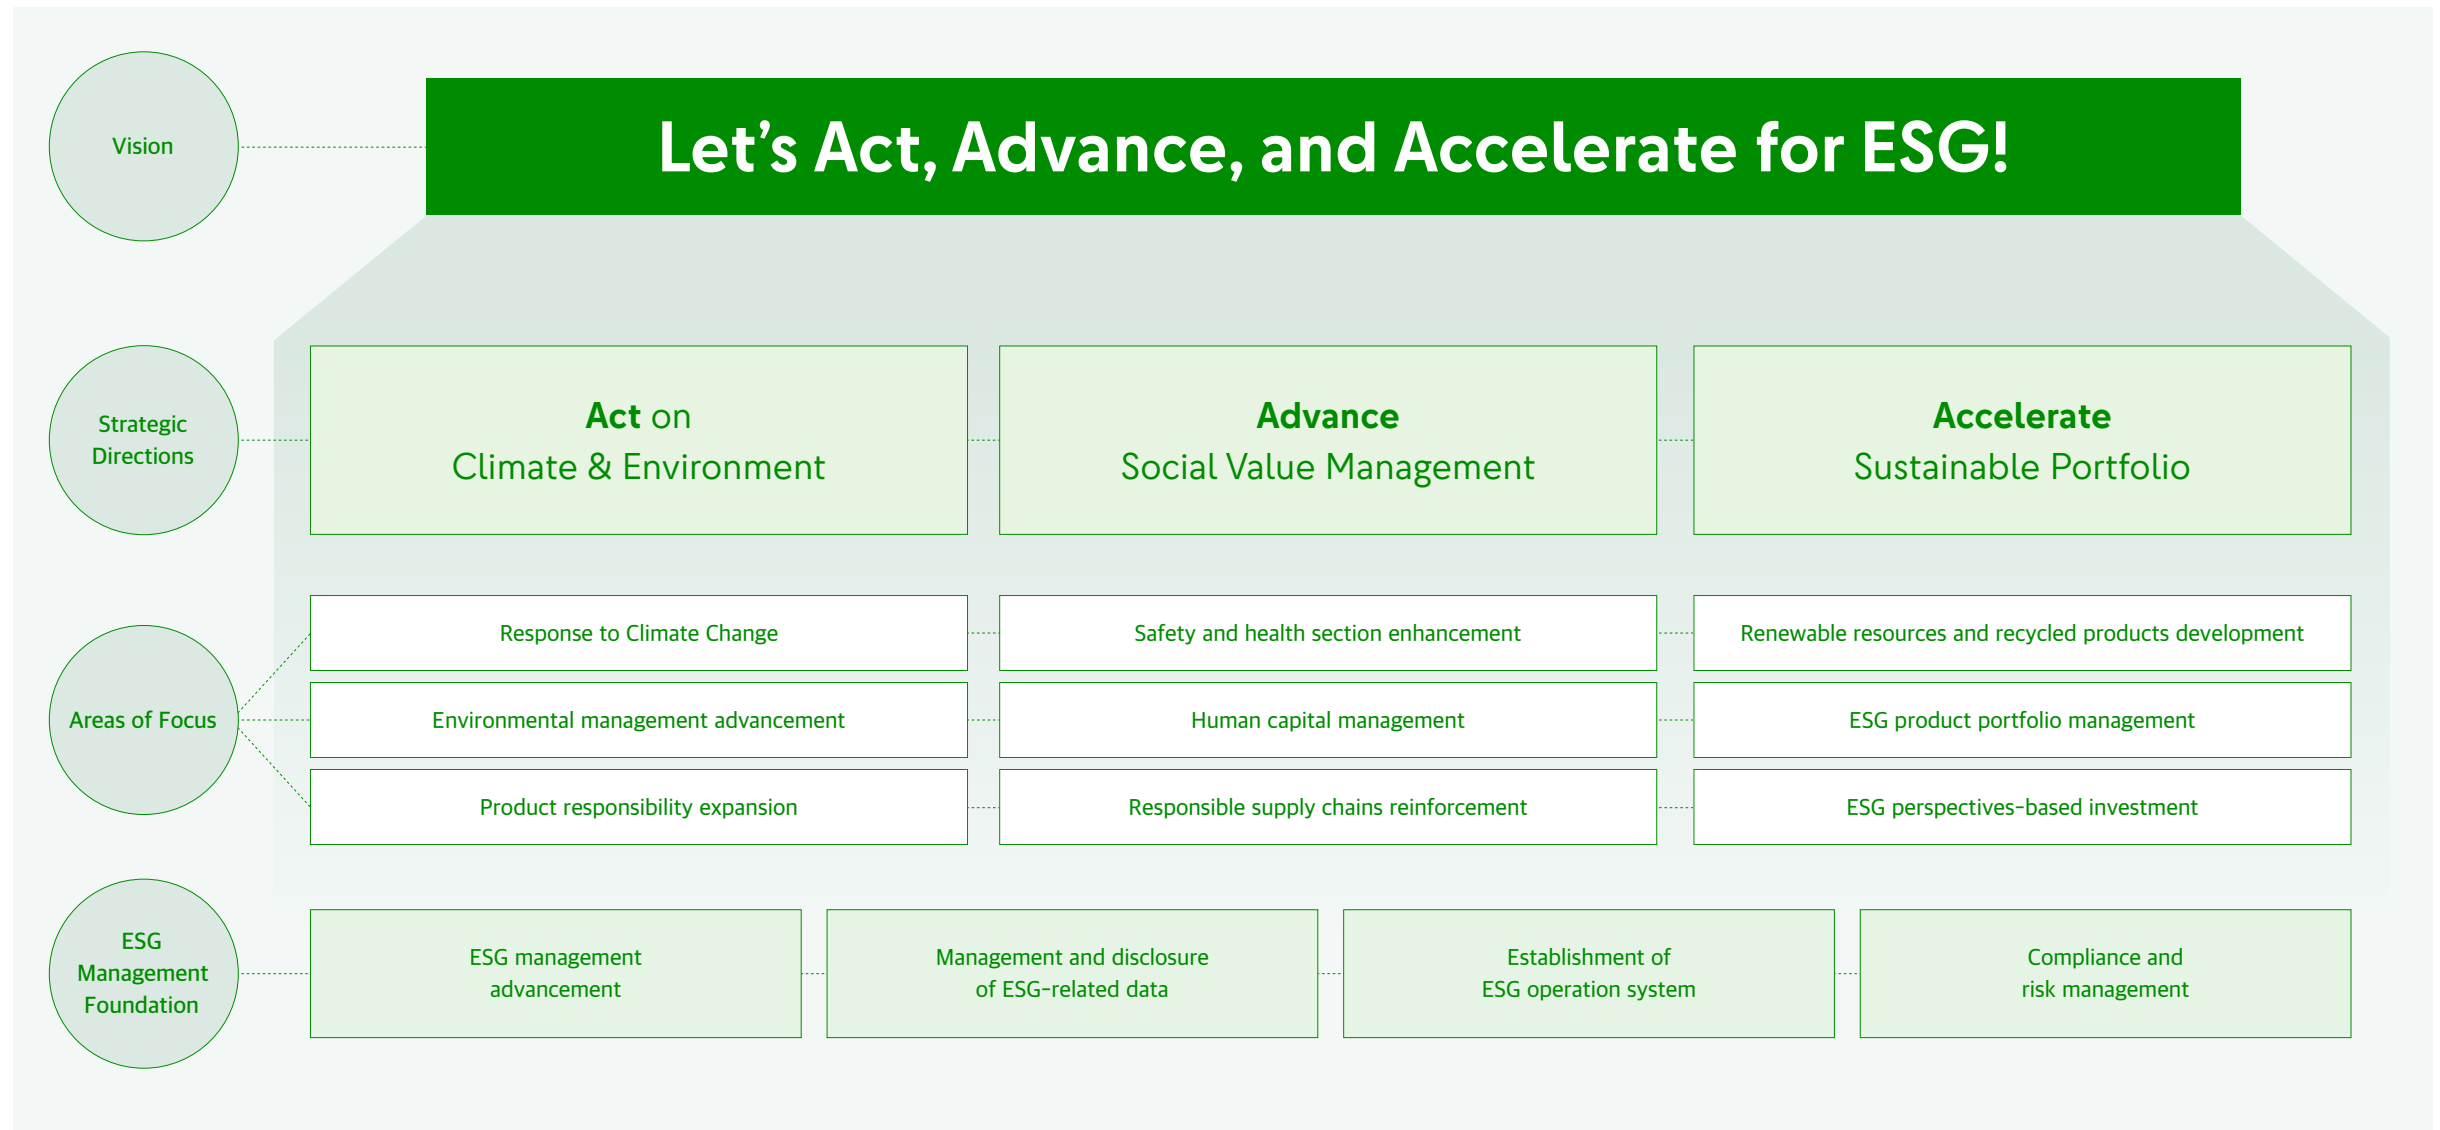 Vision
Let's Act, Advance, and Accelerate for ESG!
Strategic
Directions
Act on
Climate & Environment
Advance
Social Value Management
Accelerate
Sustainable Portfolio
Areas of Focus
Response to Climate Change
Safety and health section enhancement
Renewable resources and recycled products development
Environmental management advancement
Human capital management
ESG product portfolio management
Product responsibility expansion
Responsible supply chains reinforcement
ESG perspectives-based investment
ESG
Management
Foundation
ESG management
advancement
Management and disclosure
of ESG-related data
Establishment of
ESG operation system
Compliance and
risk management